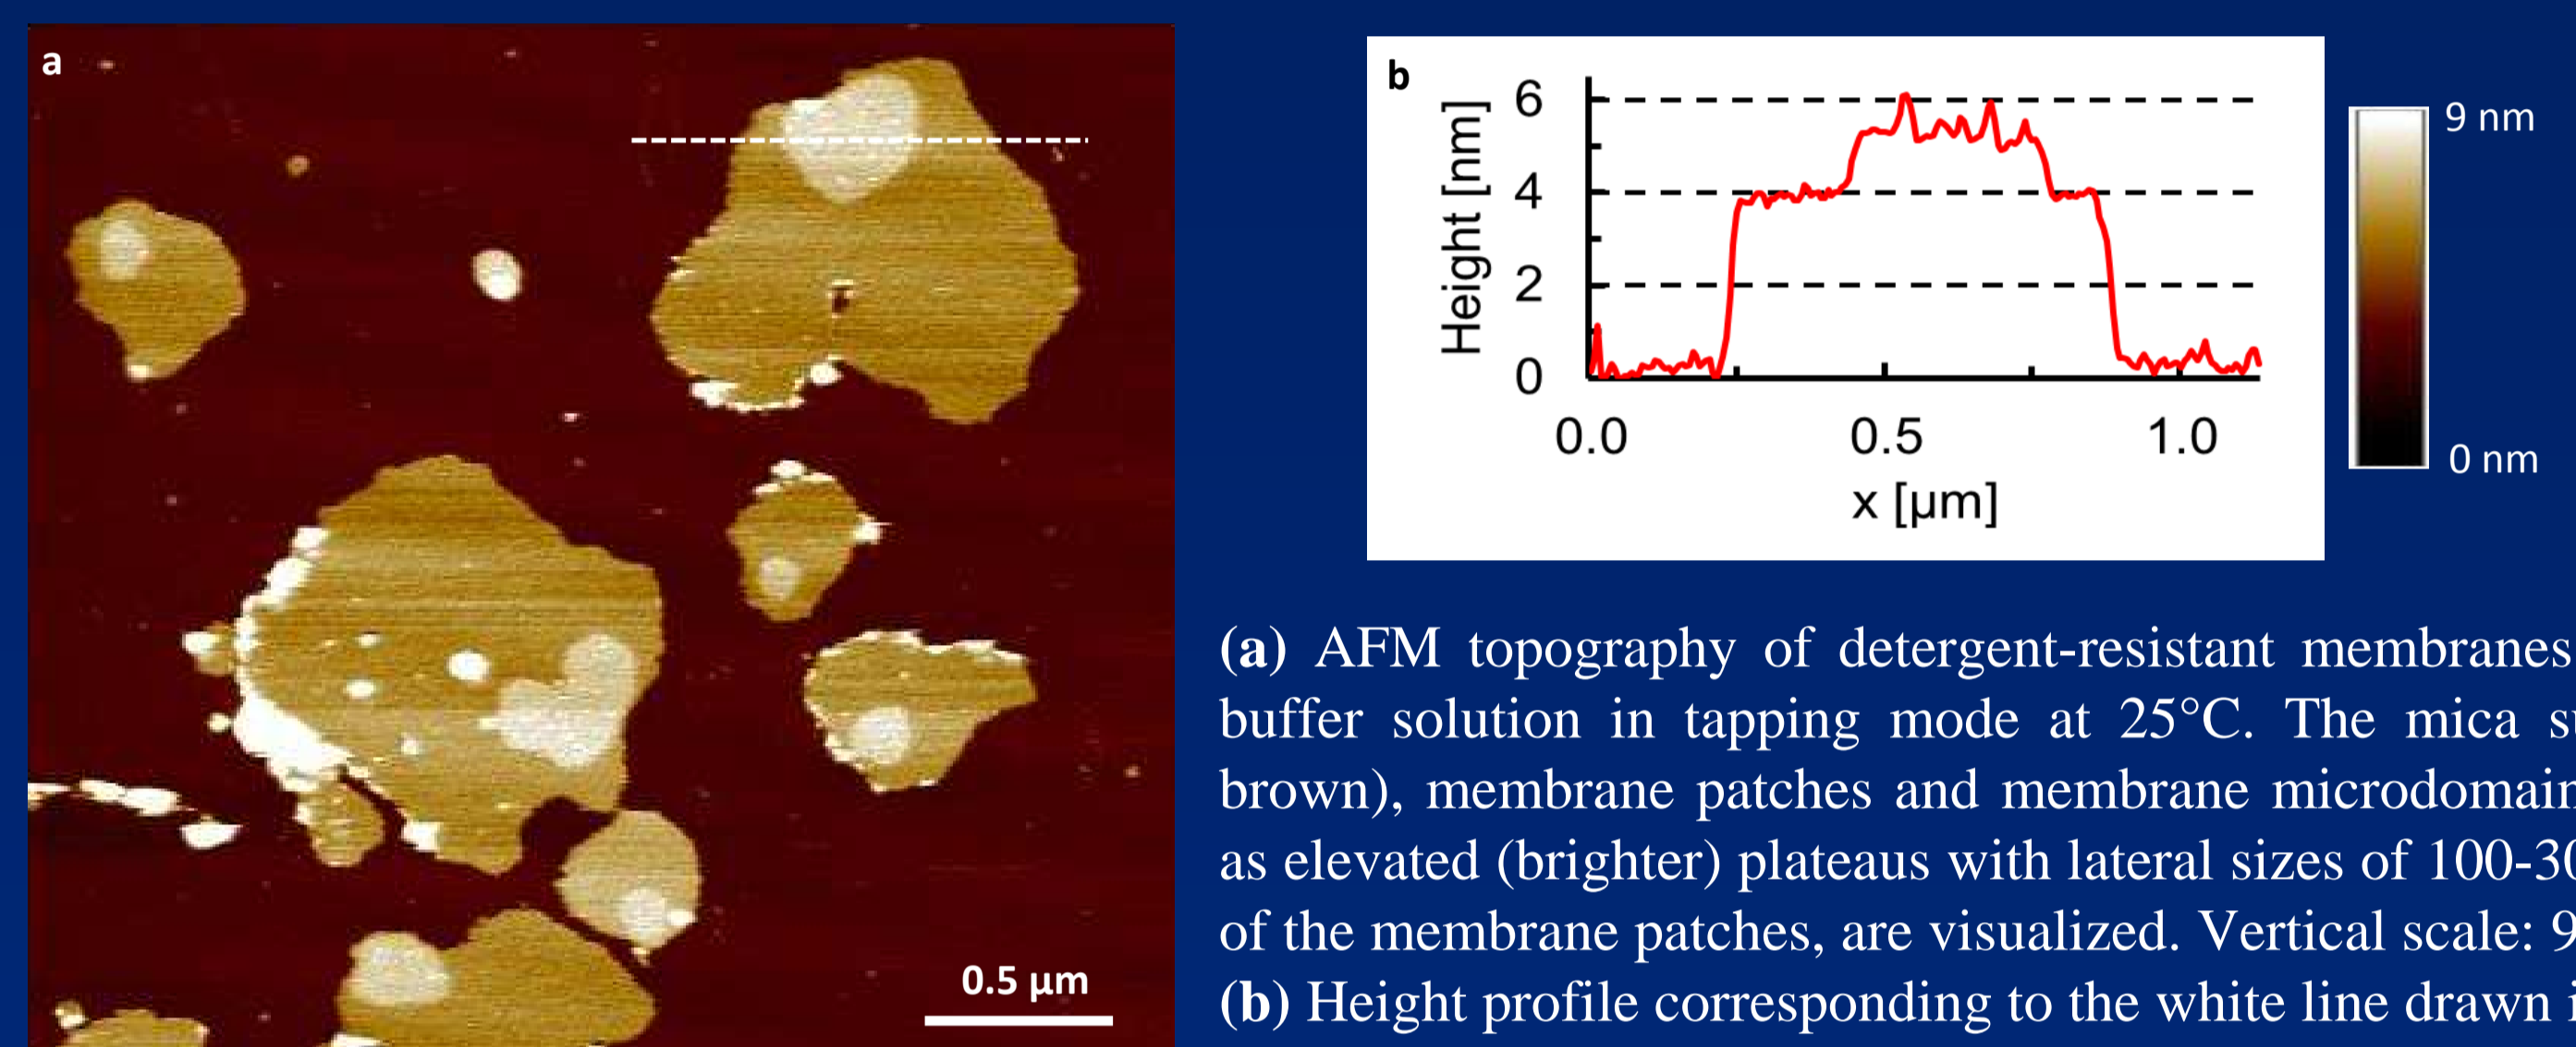 a
0.5 µm
b
Height [nm]
6
4
2
0
0.0 0.5 1.0
x [µm]
9 nm
0 nm
(a) AFM topography of detergent-resistant membranes
buffer solution in tapping mode at 25°C. The mica
brown), membrane patches and membrane
as elevated (brighter) plateaus with lateral sizes of
of the membrane patches, are visualized. Vertical scale: 9
(b) Height profile corresponding to the white line drawn